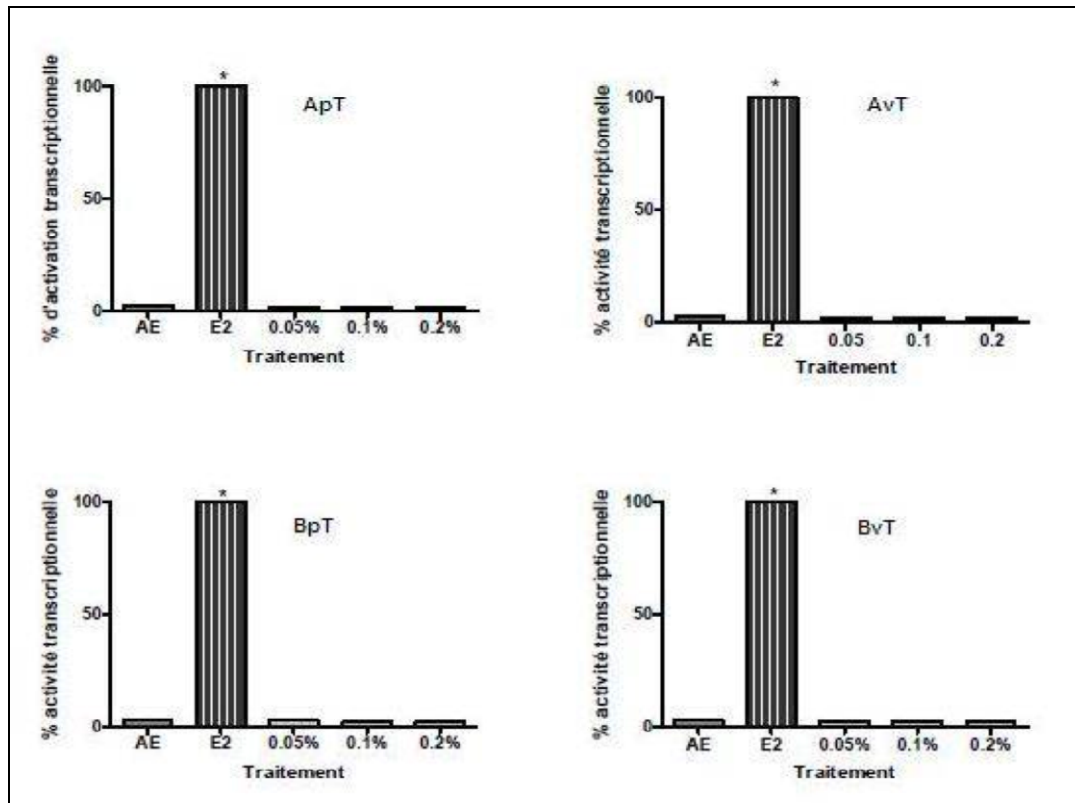 % d'activation transcriptionnelle
100
50
0
*
ApT
AE E2 0.05% 0.1% 0.2%
Traitement
% activité transcriptionnelle
100
50
0
*
AvT
AE E2 0.05 0.1 0.2
Traitement
% activité transcriptionnelle
100
50
0
*
BpT
AE E2 0.05% 0.1% 0.2%
Traitement
% activité transcriptionnelle
100
50
0
*
BvT
AE E2 0.05% 0.1% 0.2%
Traitement